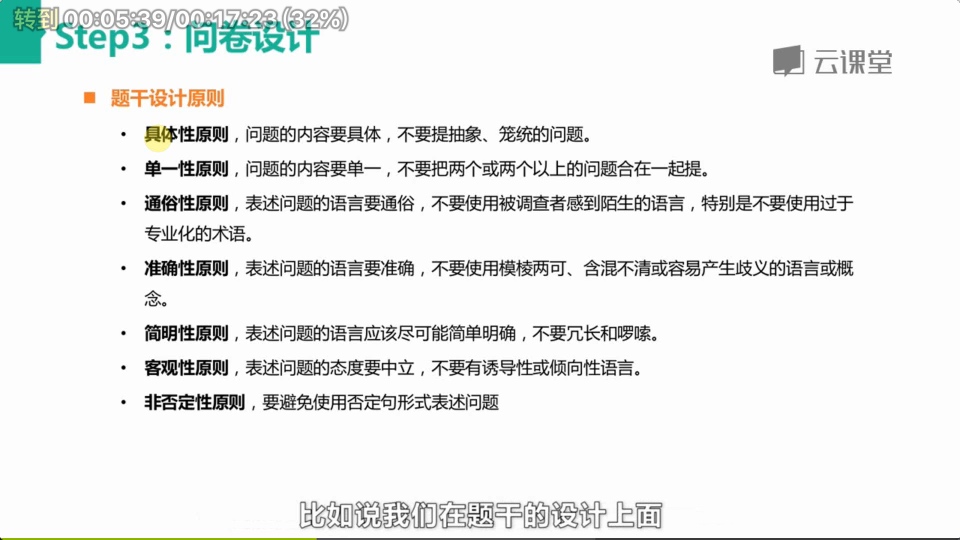 转到 00:05:39/00:17:23 (32%)
Step3：问卷设计
云课堂
题干设计原则
具体性原则，问题的内容要具体，不要提抽象、笼统的问题。
单一性原则，问题的内容要单一，不要把两个或两个以上的问题合在一起提。
通俗性原则，表述问题的语言要通俗，不要使用被调查者感到陌生的语言，特别是不要使用过于
专业化的术语。
准确性原则，表述问题的语言要准确，不要使用模棱两可、含混不清或容易产生歧义的语言或概
念。
简明性原则，表述问题的语言应该尽可能简单明确，不要冗长和啰嗦。
客观性原则，表述问题的态度要中立，不要有诱导性或倾向性语言。
非否定性原则，要避免使用否定句形式表述问题
比如说我们在题干的设计上面